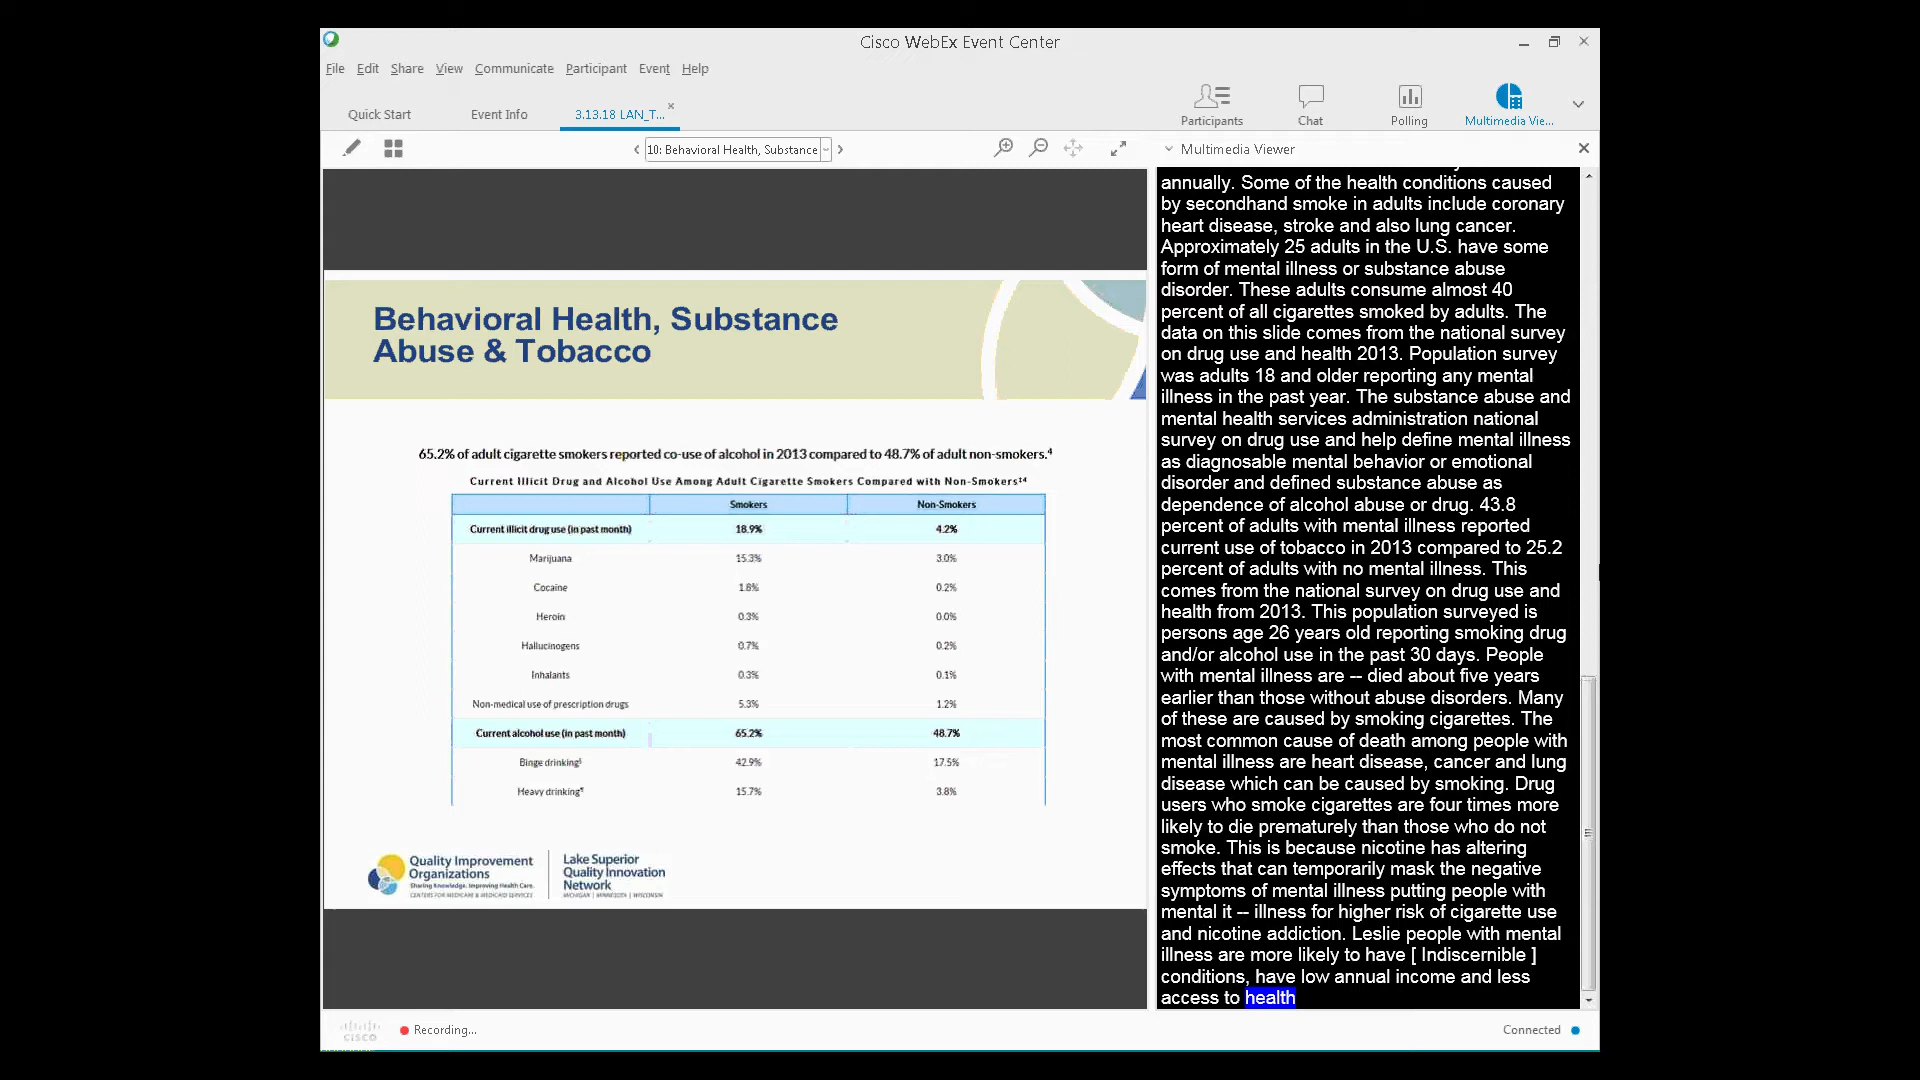 Cisco WebEx Event Center
File Edit Share View Communicate Participant Event Help
Quick Start Event Info 3.13.18 LAN_T...
Participants Chat Polling Multimedia Vie...
10: Behavioral Health, Substance
Multimedia Viewer
Behavioral Health, Substance
Abuse & Tobacco
65.2% of adult cigarette smokers reported co-use of alcohol in 2013 compared to 48.7% of adult non-smokers.⁴
Current Illicit Drug and Alcohol Use Among Adult Cigarette Smokers Compared with Non-Smokers‡⁴
Smokers Non-Smokers
Current illicit drug use (in past month) 18.9% 4.2%
Marijuana 15.3% 3.0%
Cocaine 1.8% 0.2%
Heroin 0.3% 0.0%
Hallucinogens 0.7% 0.2%
Inhalants 0.3% 0.1%
Non-medical use of prescription drugs 5.3% 1.2%
Current alcohol use (in past month) 65.2% 48.7%
Binge drinking§ 42.9% 17.5%
Heavy drinking¶ 15.7% 3.8%
Quality Improvement
Organizations
Sharing Knowledge. Improving Health Care.
CENTERS FOR MEDICARE & MEDICAID SERVICES
Lake Superior
Quality Innovation
Network
MICHIGAN | MINNESOTA | WISCONSIN
annually. Some of the health conditions caused
by secondhand smoke in adults include coronary
heart disease, stroke and also lung cancer.
Approximately 25 adults in the U.S. have some
form of mental illness or substance abuse
disorder. These adults consume almost 40
percent of all cigarettes smoked by adults. The
data on this slide comes from the national survey
on drug use and health 2013. Population survey
was adults 18 and older reporting any mental
illness in the past year. The substance abuse and
mental health services administration national
survey on drug use and help define mental illness
as diagnosable mental behavior or emotional
disorder and defined substance abuse as
dependence of alcohol abuse or drug. 43.8
percent of adults with mental illness reported
current use of tobacco in 2013 compared to 25.2
percent of adults with no mental illness. This
comes from the national survey on drug use and
health from 2013. This population surveyed is
persons age 26 years old reporting smoking drug
and/or alcohol use in the past 30 days. People
with mental illness are -- died about five years
earlier than those without abuse disorders. Many
of these are caused by smoking cigarettes. The
most common cause of death among people with
mental illness are heart disease, cancer and lung
disease which can be caused by smoking. Drug
users who smoke cigarettes are four times more
likely to die prematurely than those who do not
smoke. This is because nicotine has altering
effects that can temporarily mask the negative
symptoms of mental illness putting people with
mental it -- illness for higher risk of cigarette use
and nicotine addiction. Leslie people with mental
illness are more likely to have [ Indiscernible ]
conditions, have low annual income and less
access to health
cisco Recording... Connected